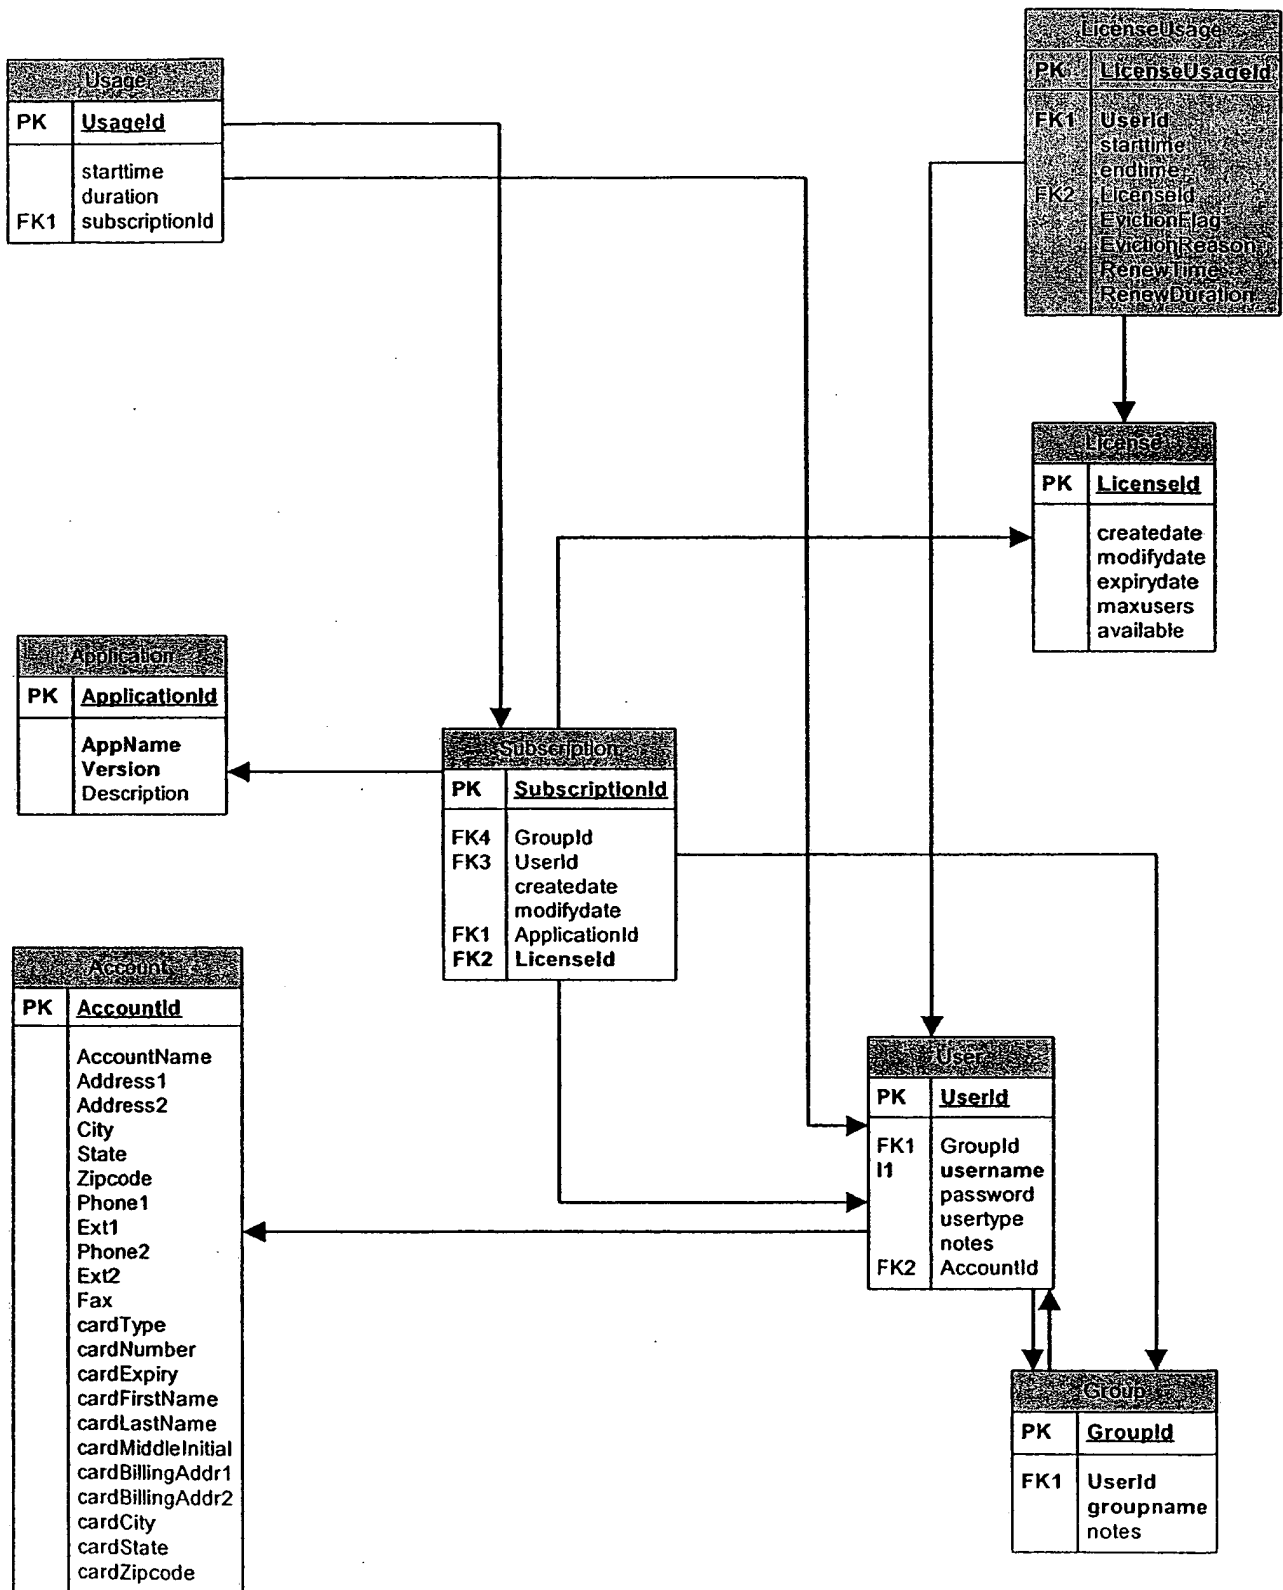 Usage
PK UsageId
starttime
duration
FK1 subscriptionId
LicenseUsage
PK LicenseUsageId
FK1 UserId
starttime
endtime
FK2 LicenseId
EvictionFlag
EvictionReason
RenewTime
RenewDuration
License
PK LicenseId
createdate
modifydate
expirydate
maxusers
available
Application
PK ApplicationId
AppName
Version
Description
Subscription
PK SubscriptionId
FK4 GroupId
FK3 UserId
createdate
modifydate
FK1 ApplicationId
FK2 LicenseId
Account
PK AccountId
AccountName
Address1
Address2
City
State
Zipcode
Phone1
Ext1
Phone2
Ext2
Fax
cardType
cardNumber
cardExpiry
cardFirstName
cardLastName
cardMiddleInitial
cardBillingAddr1
cardBillingAddr2
cardCity
cardState
cardZipcode
User
PK UserId
FK1 GroupId
I1 username
password
usertype
notes
FK2 AccountId
Group
PK GroupId
FK1 UserId
groupname
notes